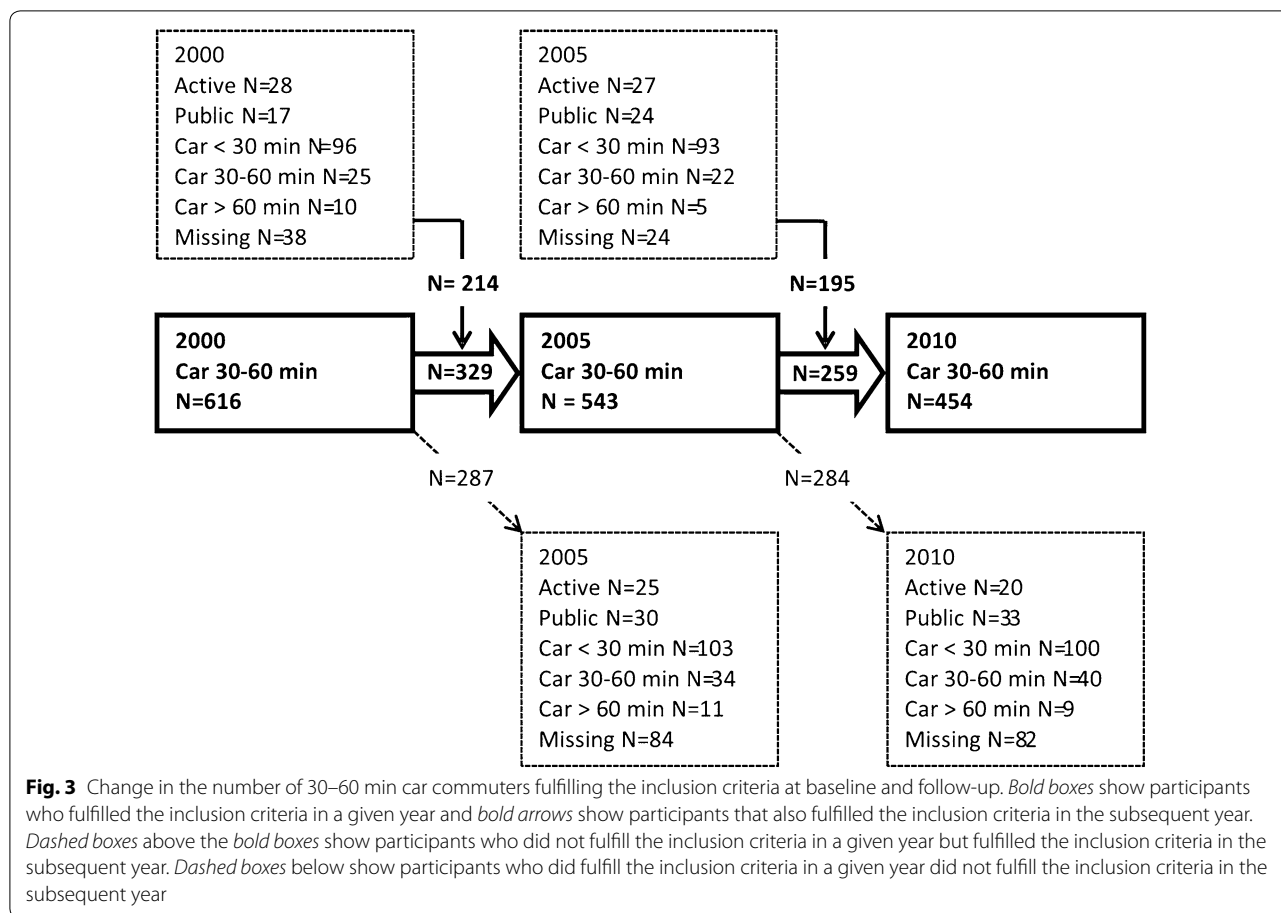 2000
Active N=28
Public N=17
Car < 30 min N=96
Car 30-60 min N=25
Car > 60 min N=10
Missing N=38
2005
Active N=27
Public N=24
Car < 30 min N=93
Car 30-60 min N=22
Car > 60 min N=5
Missing N=24
N= 214
N=195
2000
Car 30-60 min
N=616
N=329
2005
Car 30-60 min
N = 543
N=259
2010
Car 30-60 min
N=454
N=287
N=284
2005
Active N=25
Public N=30
Car < 30 min N=103
Car 30-60 min N=34
Car > 60 min N=11
Missing N=84
2010
Active N=20
Public N=33
Car < 30 min N=100
Car 30-60 min N=40
Car > 60 min N=9
Missing N=82
Fig. 3 Change in the number of 30–60 min car commuters fulfilling the inclusion criteria at baseline and follow-up. Bold boxes show participants
who fulfilled the inclusion criteria in a given year and bold arrows show participants that also fulfilled the inclusion criteria in the subsequent year.
Dashed boxes above the bold boxes show participants who did not fulfill the inclusion criteria in a given year but fulfilled the inclusion criteria in the
subsequent year. Dashed boxes below show participants who did fulfill the inclusion criteria in a given year did not fulfill the inclusion criteria in the
subsequent year